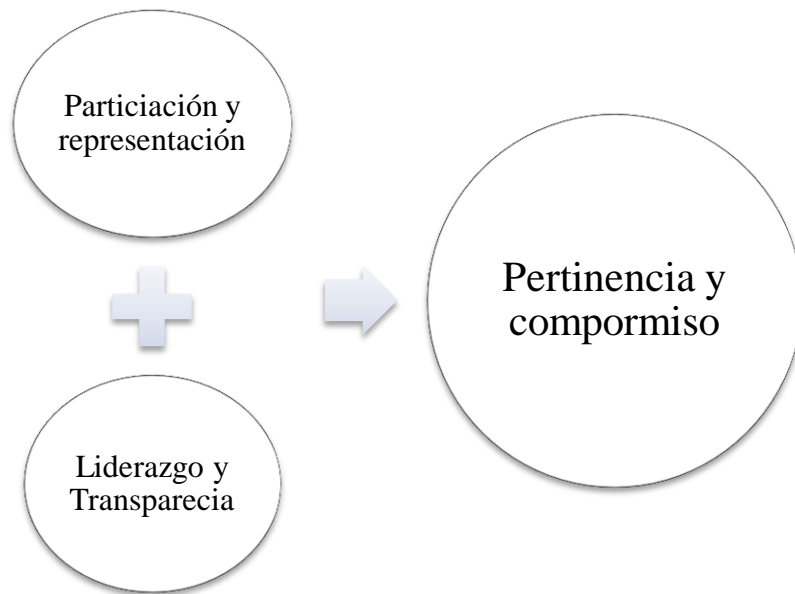 Particiación y
representación
Liderazgo y
Transparecia
Pertinencia y
compormiso